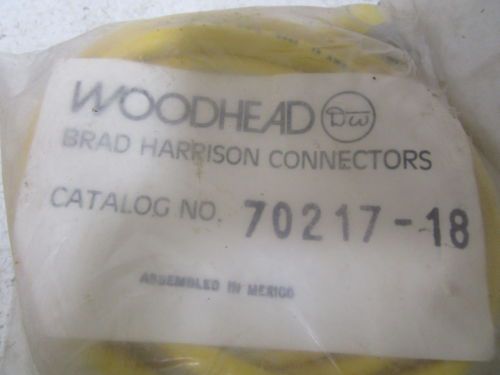 WOODHEAD DW
BRAD HARRISON CONNECTORS
CATALOG NO. 70217-18
ASSEMBLED IN MEXICO